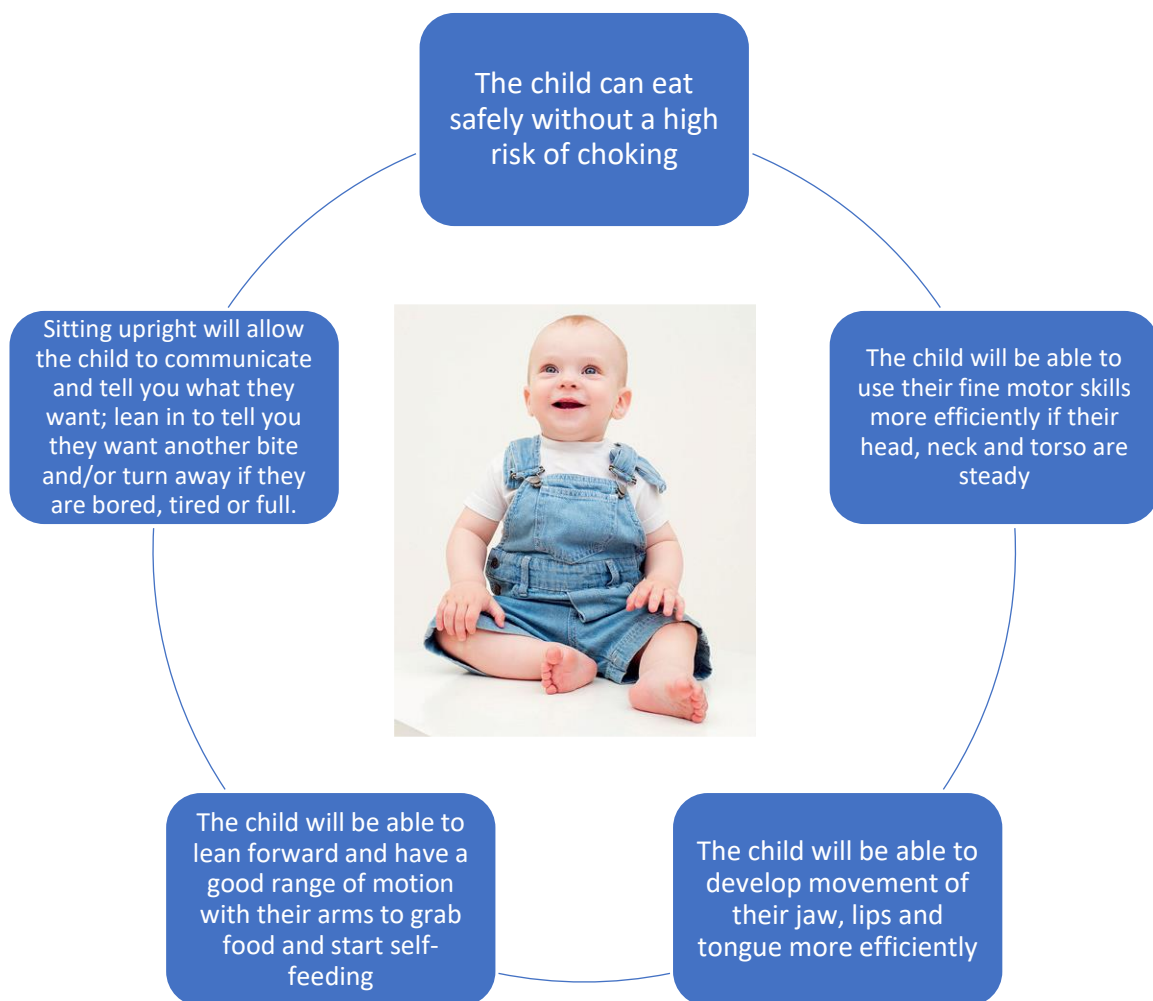 The child can eat
safely without a high
risk of choking
The child will be able to
use their fine motor skills
more efficiently if their
head, neck and torso are
steady
The child will be able to
develop movement of
their jaw, lips and
tongue more efficiently
The child will be able to
lean forward and have a
good range of motion
with their arms to grab
food and start self-
feeding
Sitting upright will allow
the child to communicate
and tell you what they
want; lean in to tell you
they want another bite
and/or turn away if they
are bored, tired or full.